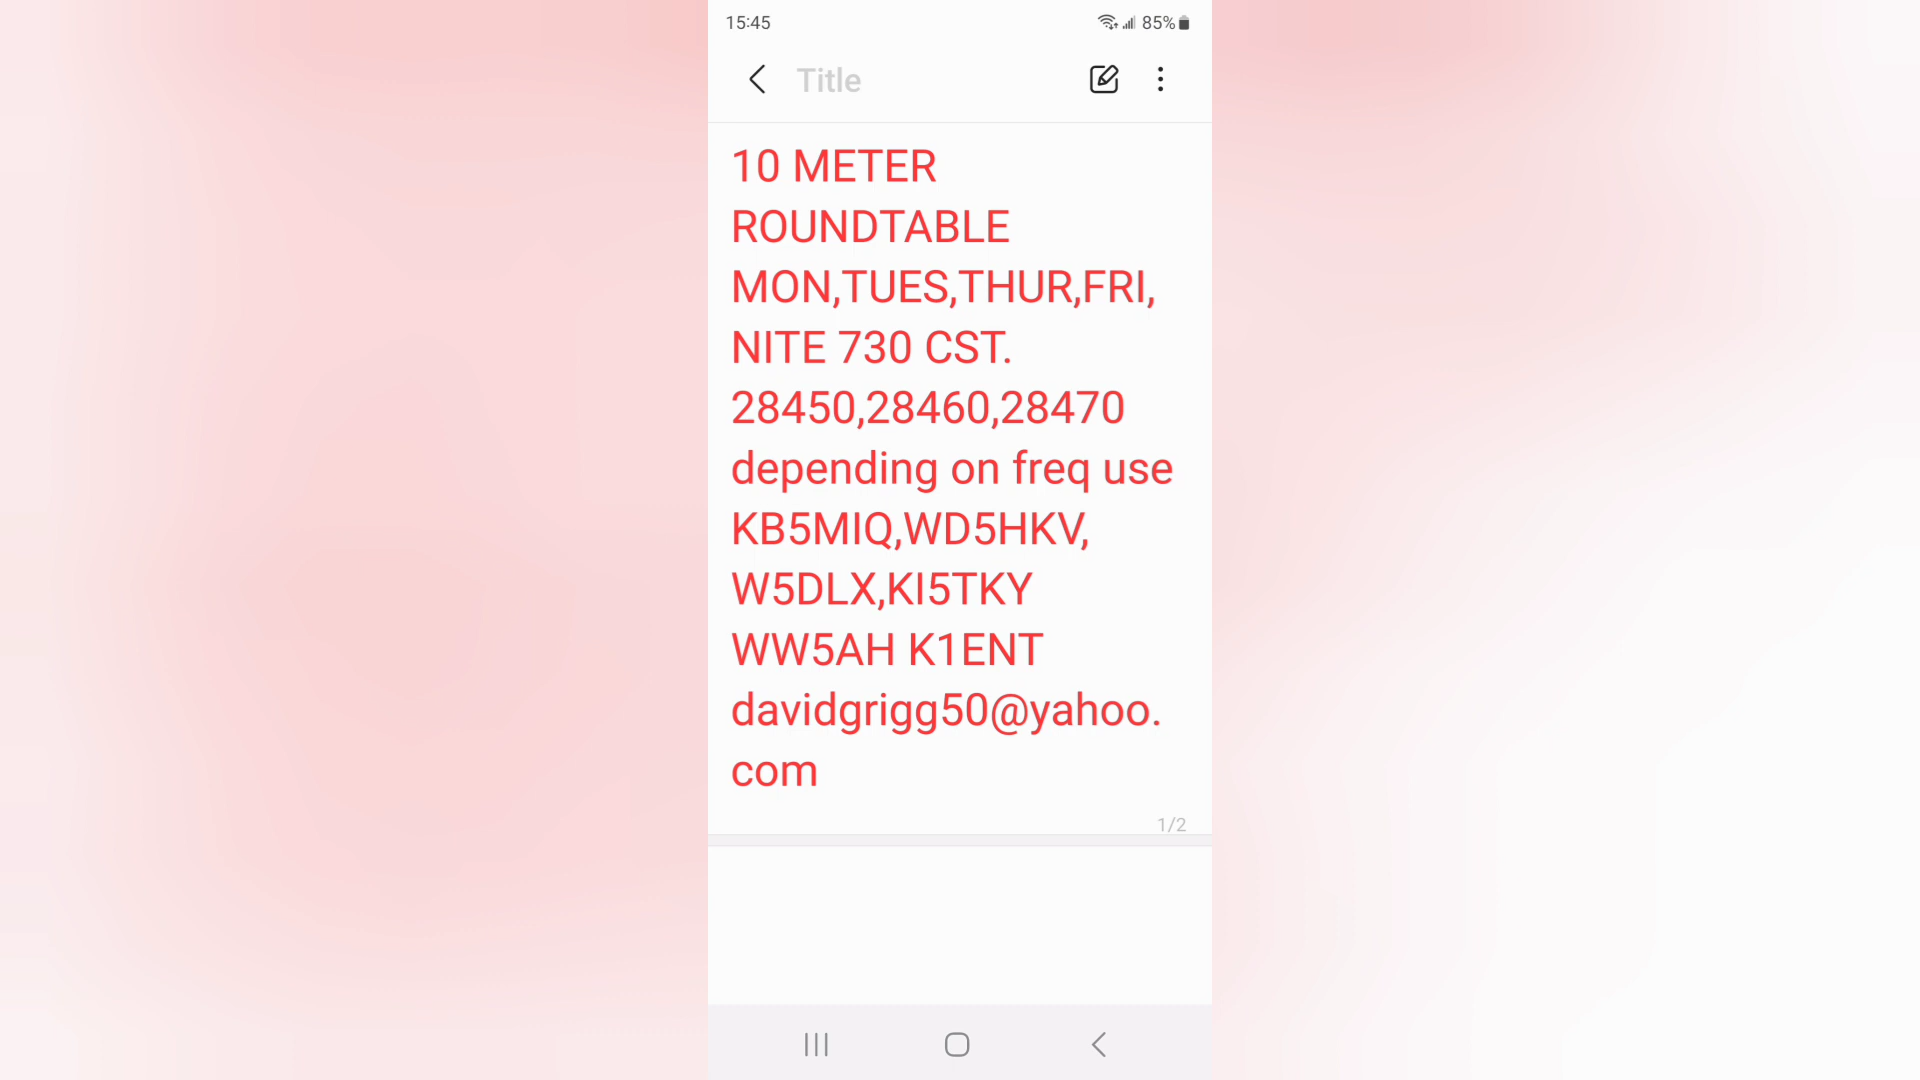 15:45
85%
Title
10 METER
ROUNDTABLE
MON,TUES,THUR,FRI,
NITE 730 CST.
28450,28460,28470
depending on freq use
KB5MIQ,WD5HKV,
W5DLX,KI5TKY
WW5AH K1ENT
davidgrigg50@yahoo.
com
1/2